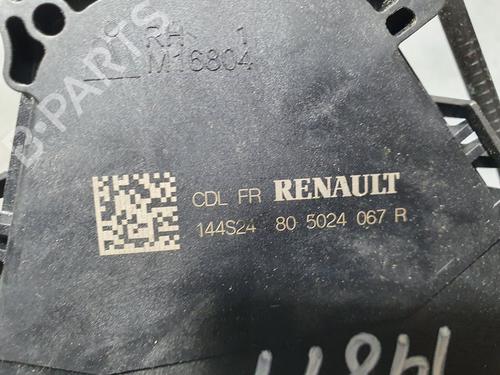 RH 1
M16804
B-PARTS
CDL FR RENAULT
144S24 80 5024 067 R